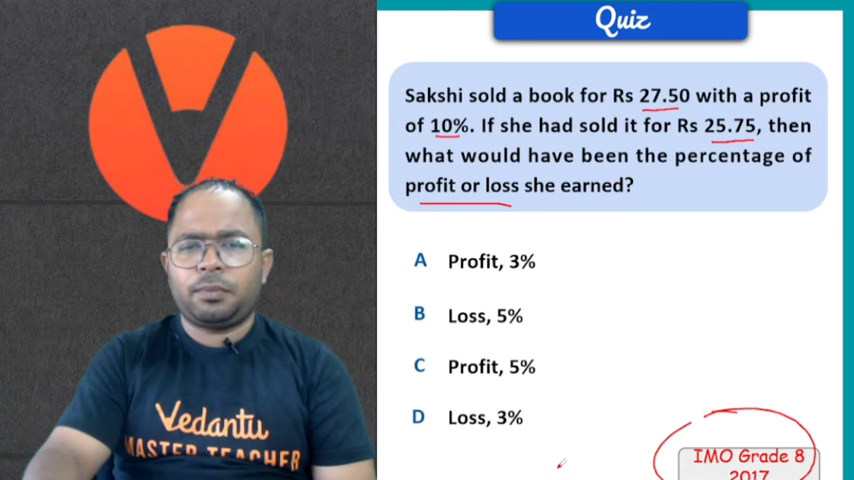 Quiz
Sakshi sold a book for Rs 27.50 with a profit
of 10%. If she had sold it for Rs 25.75, then
what would have been the percentage of
profit or loss she earned?
A Profit, 3%
B Loss, 5%
C Profit, 5%
D Loss, 3%
IMO Grade 8
2017
Vedantu
MASTER TEACHER